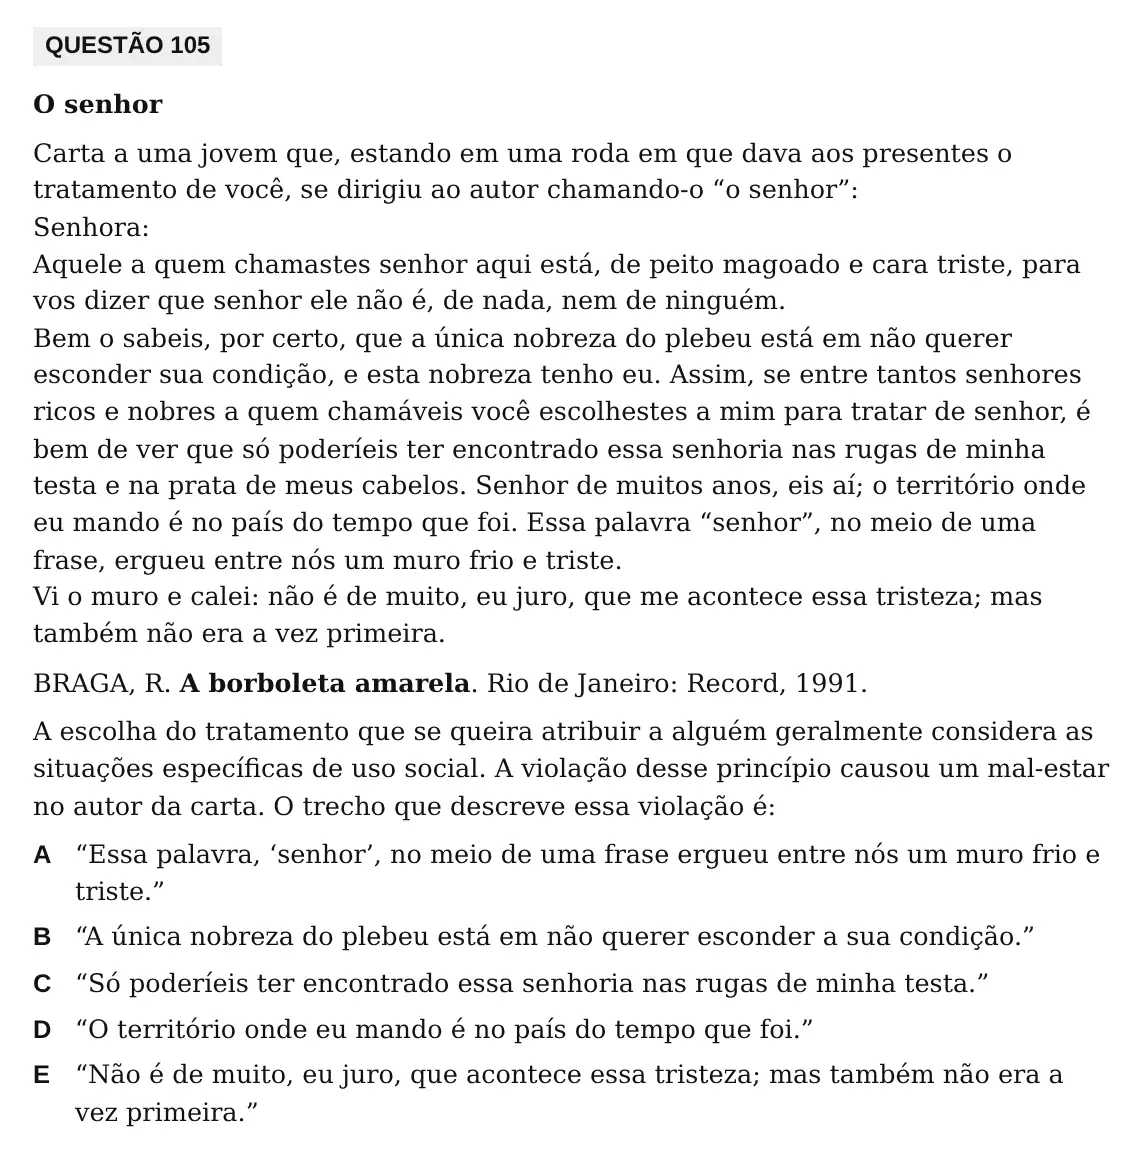 QUESTÃO 105
O senhor
Carta a uma jovem que, estando em uma roda em que dava aos presentes o
tratamento de você, se dirigiu ao autor chamando-o “o senhor”:
Senhora:
Aquele a quem chamastes senhor aqui está, de peito magoado e cara triste, para
vos dizer que senhor ele não é, de nada, nem de ninguém.
Bem o sabeis, por certo, que a única nobreza do plebeu está em não querer
esconder sua condição, e esta nobreza tenho eu. Assim, se entre tantos senhores
ricos e nobres a quem chamáveis você escolhestes a mim para tratar de senhor, é
bem de ver que só poderíeis ter encontrado essa senhoria nas rugas de minha
testa e na prata de meus cabelos. Senhor de muitos anos, eis aí; o território onde
eu mando é no país do tempo que foi. Essa palavra “senhor”, no meio de uma
frase, ergueu entre nós um muro frio e triste.
Vi o muro e calei: não é de muito, eu juro, que me acontece essa tristeza; mas
também não era a vez primeira.
BRAGA, R. A borboleta amarela. Rio de Janeiro: Record, 1991.
A escolha do tratamento que se queira atribuir a alguém geralmente considera as
situações específicas de uso social. A violação desse princípio causou um mal-estar
no autor da carta. O trecho que descreve essa violação é:
A “Essa palavra, ‘senhor’, no meio de uma frase ergueu entre nós um muro frio e
triste.”
B “A única nobreza do plebeu está em não querer esconder a sua condição.”
C “Só poderíeis ter encontrado essa senhoria nas rugas de minha testa.”
D “O território onde eu mando é no país do tempo que foi.”
E “Não é de muito, eu juro, que acontece essa tristeza; mas também não era a
vez primeira.”